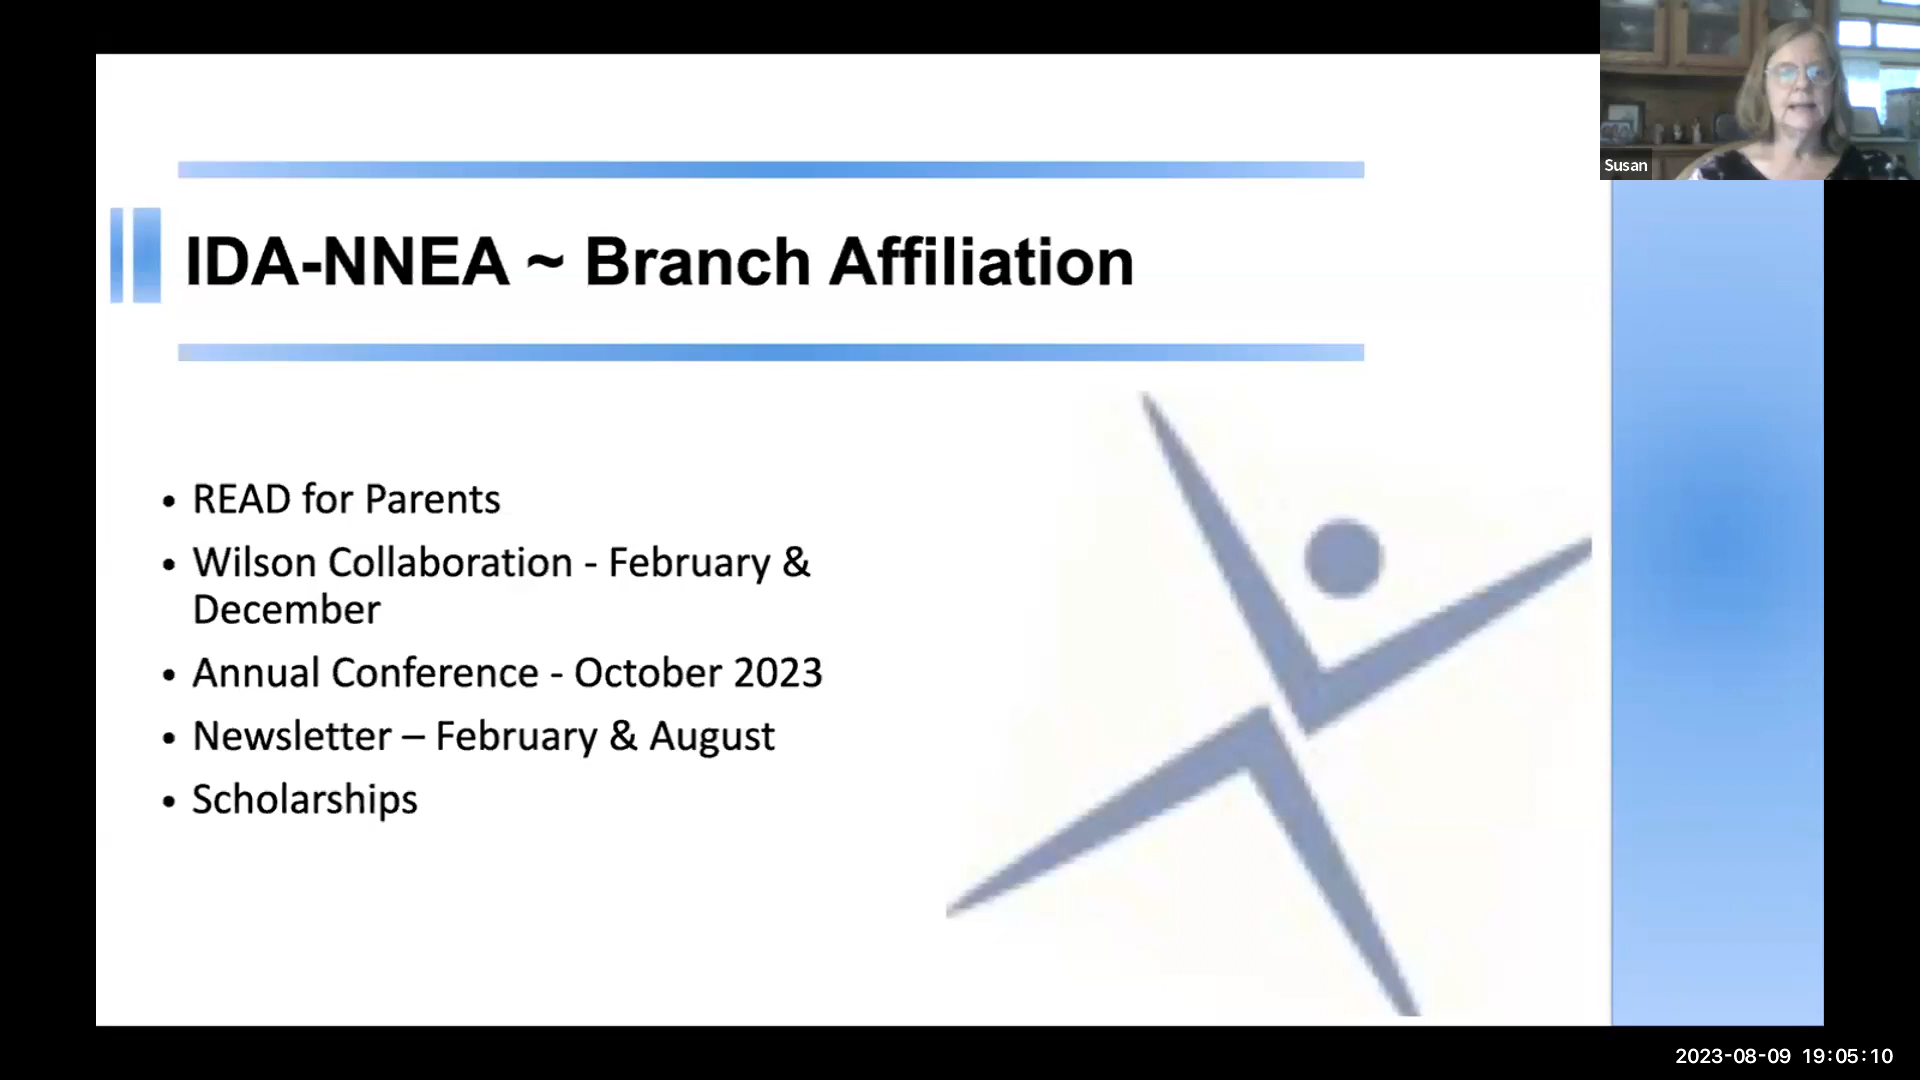 Susan
IDA-NNEA ~ Branch Affiliation
• READ for Parents
• Wilson Collaboration - February &
December
• Annual Conference - October 2023
• Newsletter – February & August
• Scholarships
2023-08-09 19:05:10